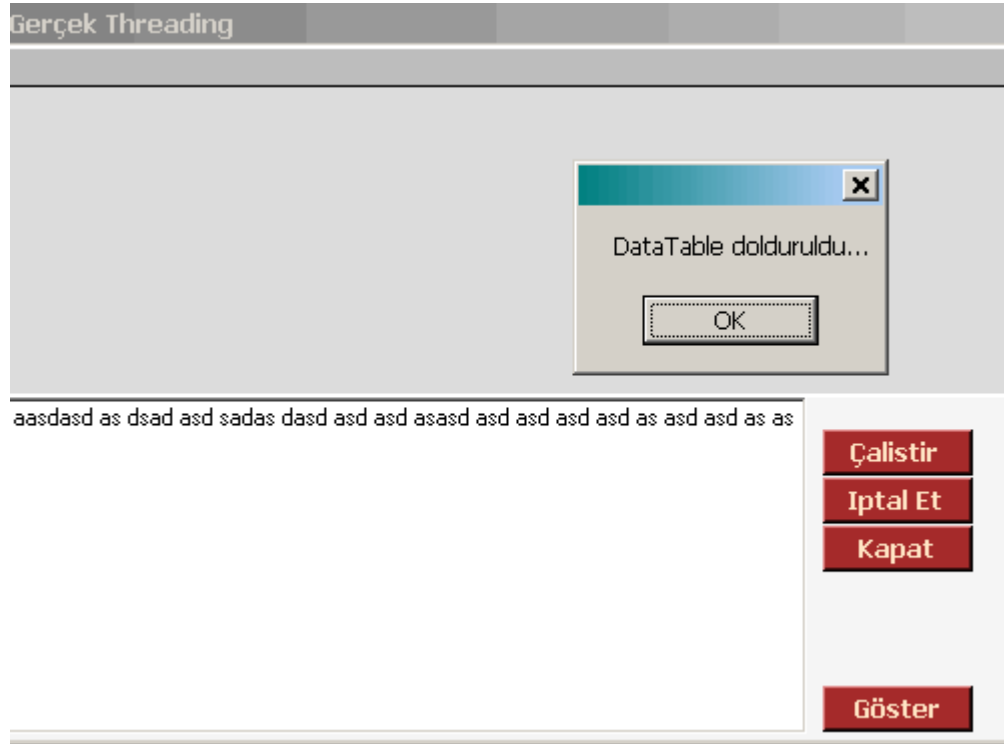 Gerçek Threading
DataTable dolduruldu...
OK
aasdasd as dsad asd sadas dasd asd asd asasd asd asd asd asd as asd asd as as
Çalistir
Iptal Et
Kapat
Göster